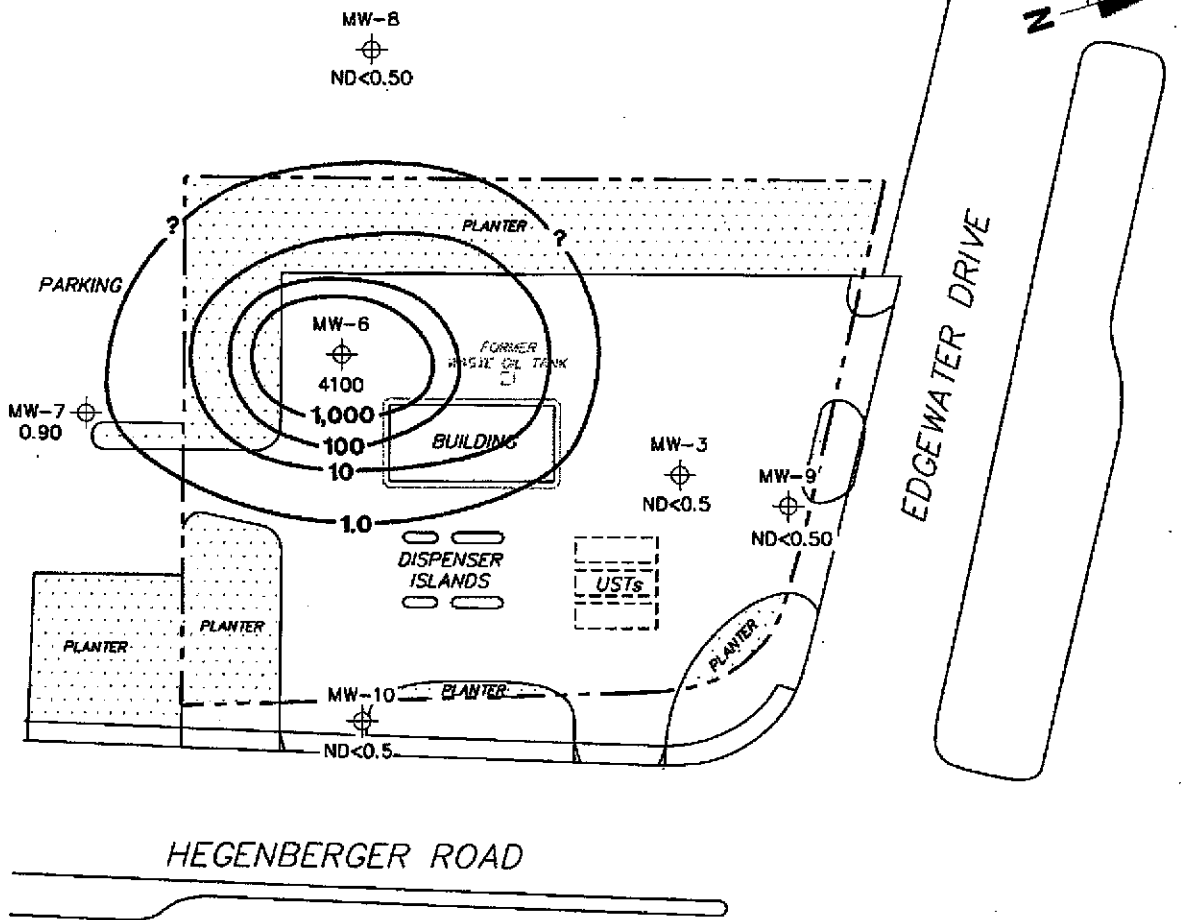 MW-8
ND<0.50
N
?
PLANTER
?
PARKING
EDGEWATER DRIVE
MW-6
4100
FORMER
WASTE OIL TANK
MW-7
0.90
1,000
100
10
BUILDING
1.0
MW-3
ND<0.5
MW-9
ND<0.50
DISPENSER
ISLANDS
USTs
PLANTER
PLANTER
PLANTER
MW-10
PLANTER
ND<0.5
HEGENBERGER ROAD